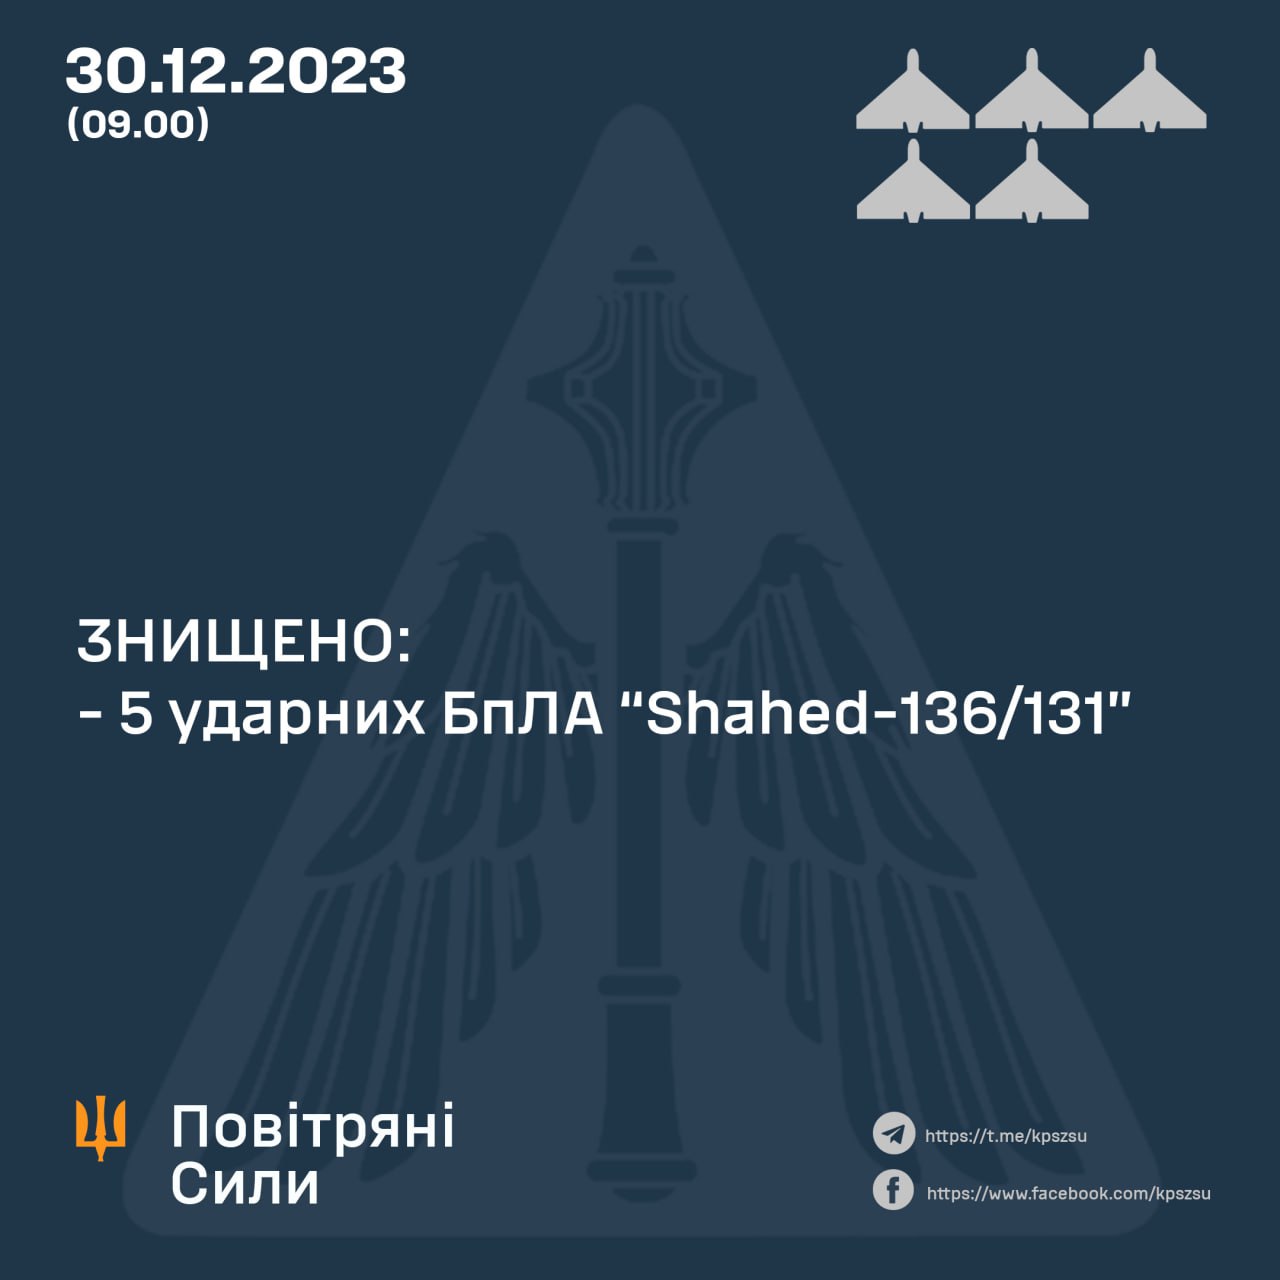 30.12.2023
(09.00)
ЗНИЩЕНО:
- 5 ударних БпЛА “Shahed-136/131”
Повітряні
Сили
https://t.me/kpszsu
https://www.facebook.com/kpszsu